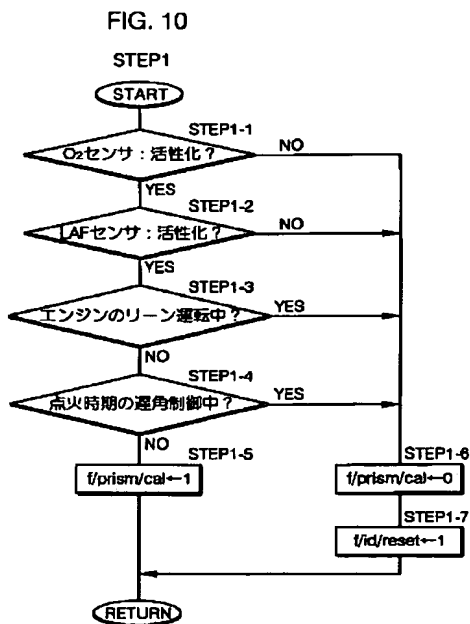 FIG. 10
STEP1
START
STEP1-1
O₂センサ:活性化?
NO
YES
STEP1-2
LAFセンサ:活性化?
NO
YES
STEP1-3
エンジンのリーン運転中?
YES
NO
STEP1-4
点火時期の遅角制御中?
YES
NO
STEP1-5
f/prism/cal←1
STEP1-6
f/prism/cal←0
STEP1-7
f/id/reset←1
RETURN